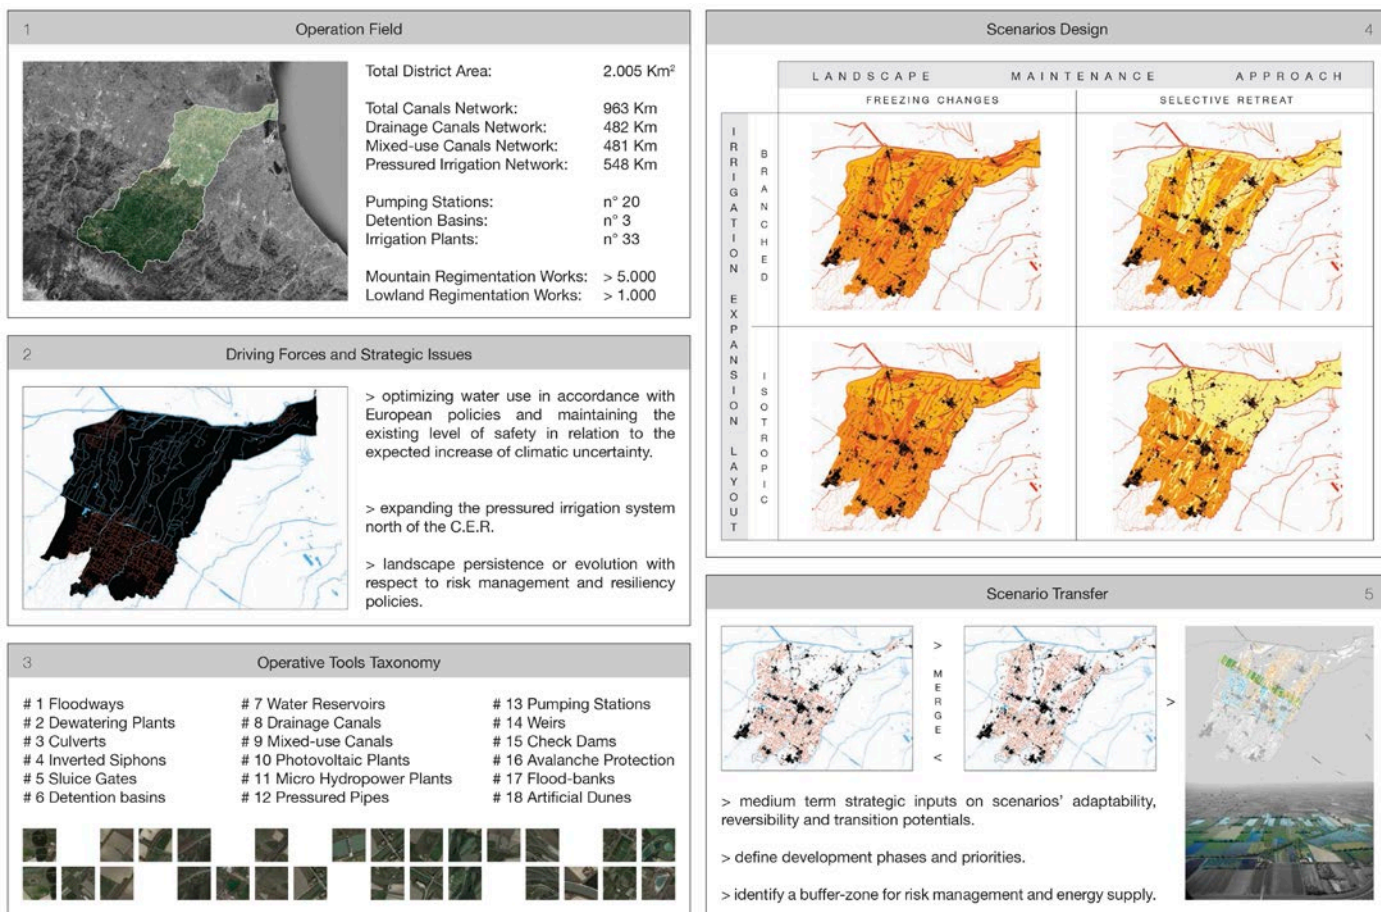 1
Operation Field
Total District Area: 2.005 Km²
Total Canals Network: 963 Km
Drainage Canals Network: 482 Km
Mixed-use Canals Network: 481 Km
Pressured Irrigation Network: 548 Km
Pumping Stations: n° 20
Detention Basins: n° 3
Irrigation Plants: n° 33
Mountain Regimentation Works: > 5.000
Lowland Regimentation Works: > 1.000
2
Driving Forces and Strategic Issues
> optimizing water use in accordance with
European policies and maintaining the
existing level of safety in relation to the
expected increase of climatic uncertainty.
> expanding the pressured irrigation system
north of the C.E.R.
> landscape persistence or evolution with
respect to risk management and resiliency
policies.
3
Operative Tools Taxonomy
# 1 Floodways
# 2 Dewatering Plants
# 3 Culverts
# 4 Inverted Siphons
# 5 Sluice Gates
# 6 Detention basins
# 7 Water Reservoirs
# 8 Drainage Canals
# 9 Mixed-use Canals
# 10 Photovoltaic Plants
# 11 Micro Hydropower Plants
# 12 Pressured Pipes
# 13 Pumping Stations
# 14 Weirs
# 15 Check Dams
# 16 Avalanche Protection
# 17 Flood-banks
# 18 Artificial Dunes
Scenarios Design
4
LANDSCAPE MAINTENANCE APPROACH
FREEZING CHANGES
SELECTIVE RETREAT
IRRIGATION EXPANSION LAYOUT
BRANCHED
ISOTROPIC
Scenario Transfer
5
> MERGE <
>
> medium term strategic inputs on scenarios' adaptability,
reversibility and transition potentials.
> define development phases and priorities.
> identify a buffer-zone for risk management and energy supply.